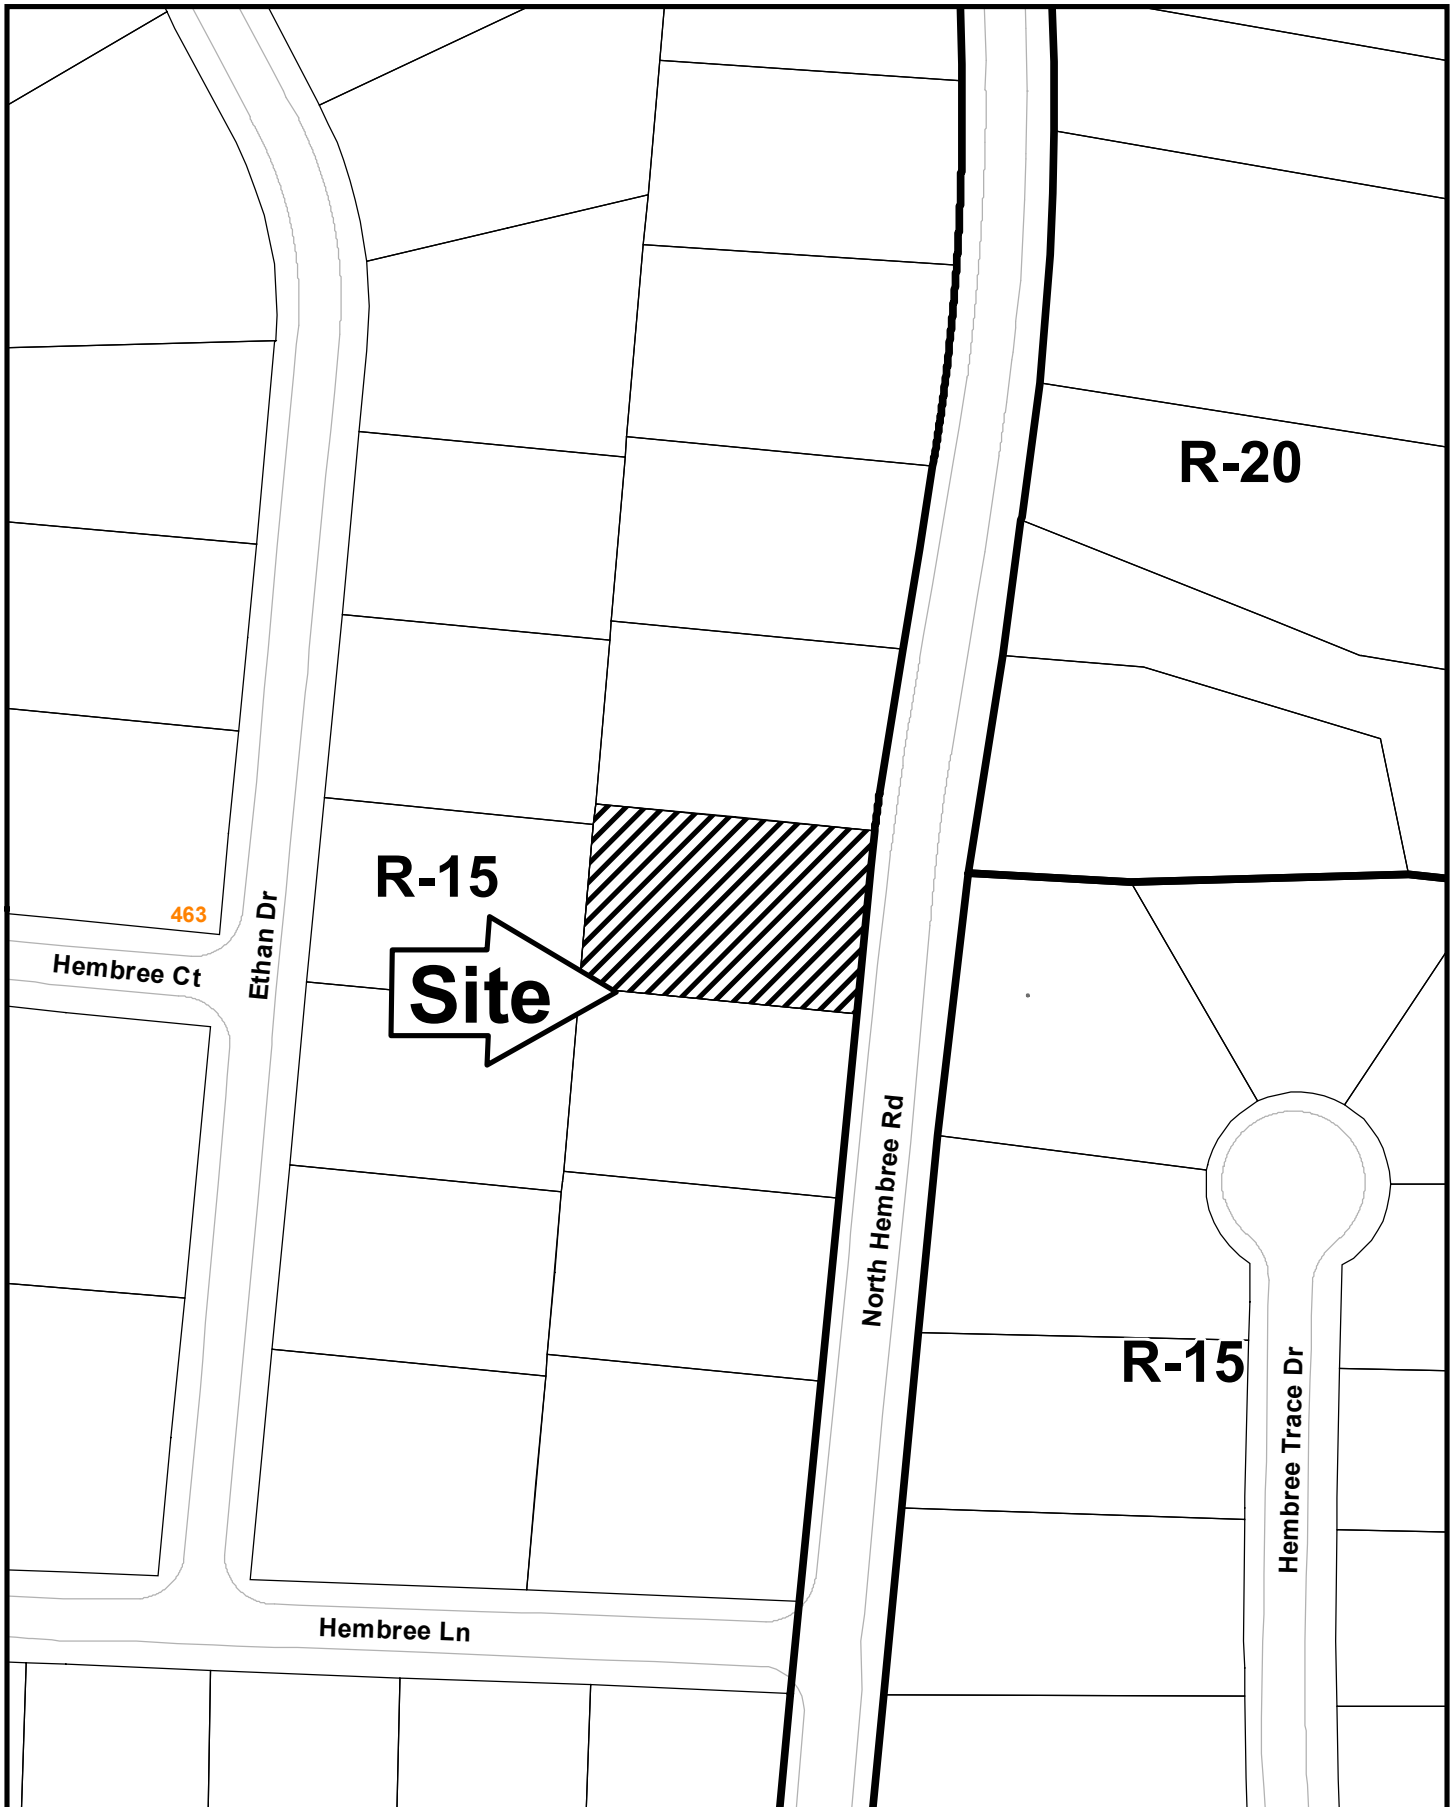 R-20
R-15
463
Ethan Dr
Hembree Ct
Site
North Hembree Rd
R-15
Hembree Trace Dr
Hembree Ln